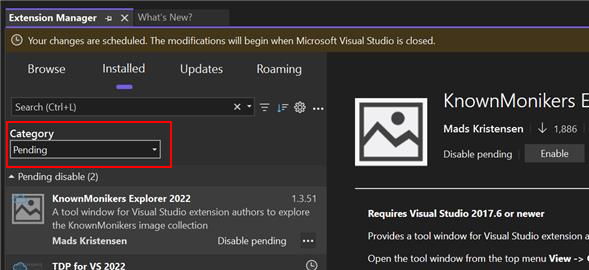 Extension Manager What's New?
Your changes are scheduled. The modifications will begin when Microsoft Visual Studio is closed.
Browse Installed Updates Roaming
Search (Ctrl+L)
Category
Pending
Pending disable (2)
KnownMonikers Explorer 2022 1.3.51
A tool window for Visual Studio extension authors to explore
the KnownMonikers image collection
Mads Kristensen Disable pending
TDP for VS 2022
KnownMonikers E
Mads Kristensen 1,886
Disable pending Enable
Requires Visual Studio 2017.6 or newer
Provides a tool window for Visual Studio extension a
Open the tool window from the top menu View ->